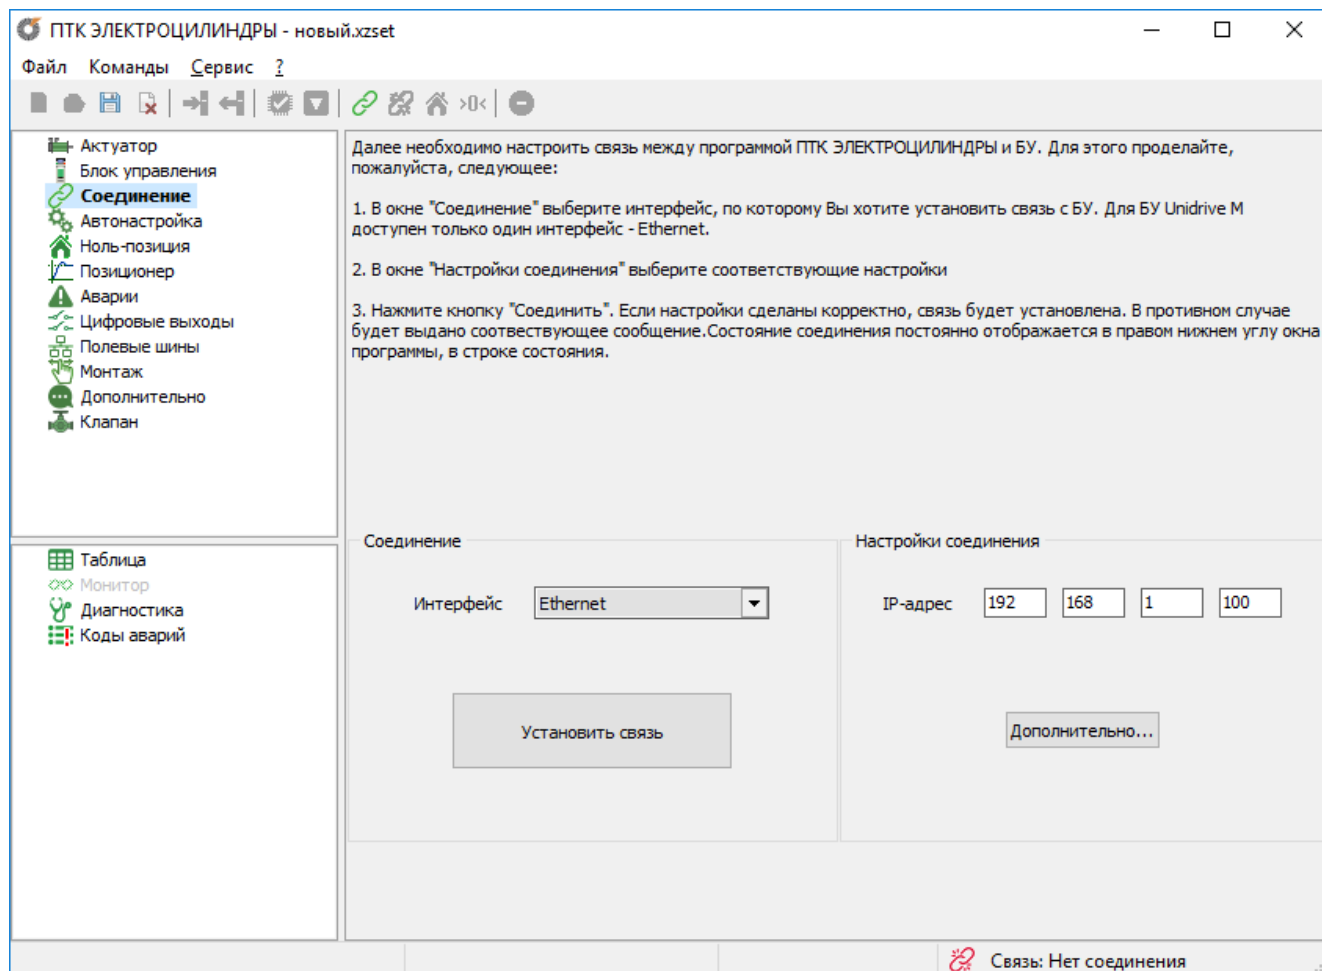 ПТК ЭЛЕКТРОЦИЛИНДРЫ - новый.xzset
Файл Команды Сервис ?
>0<
Актуатор
Блок управления
Соединение
Автонастройка
Ноль-позиция
Позиционер
Аварии
Цифровые выходы
Полевые шины
Монтаж
Дополнительно
Клапан
Таблица
Монитор
Диагностика
Коды аварий
Далее необходимо настроить связь между программой ПТК ЭЛЕКТРОЦИЛИНДРЫ и БУ. Для этого проделайте,
пожалуйста, следующее:
1. В окне "Соединение" выберите интерфейс, по которому Вы хотите установить связь с БУ. Для БУ Unidrive M
доступен только один интерфейс - Ethernet.
2. В окне "Настройки соединения" выберите соответствующие настройки
3. Нажмите кнопку "Соединить". Если настройки сделаны корректно, связь будет установлена. В противном случае
будет выдано соотвествующее сообщение.Состояние соединения постоянно отображается в правом нижнем углу окна
программы, в строке состояния.
Соединение
Интерфейс Ethernet
Установить связь
Настройки соединения
IP-адрес 192 168 1 100
Дополнительно...
Связь: Нет соединения